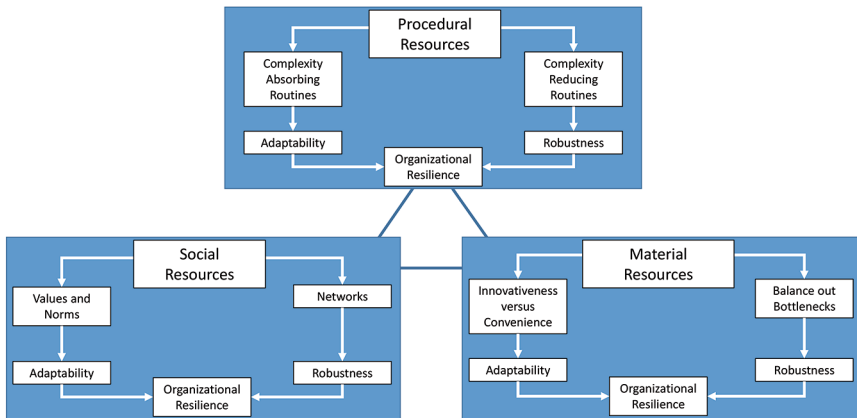 Procedural
Resources
Complexity
Absorbing
Routines
Complexity
Reducing
Routines
Adaptability
Robustness
Organizational
Resilience
Social
Resources
Values and
Norms
Networks
Adaptability
Robustness
Organizational
Resilience
Material
Resources
Innovativeness
versus
Convenience
Balance out
Bottlenecks
Adaptability
Robustness
Organizational
Resilience